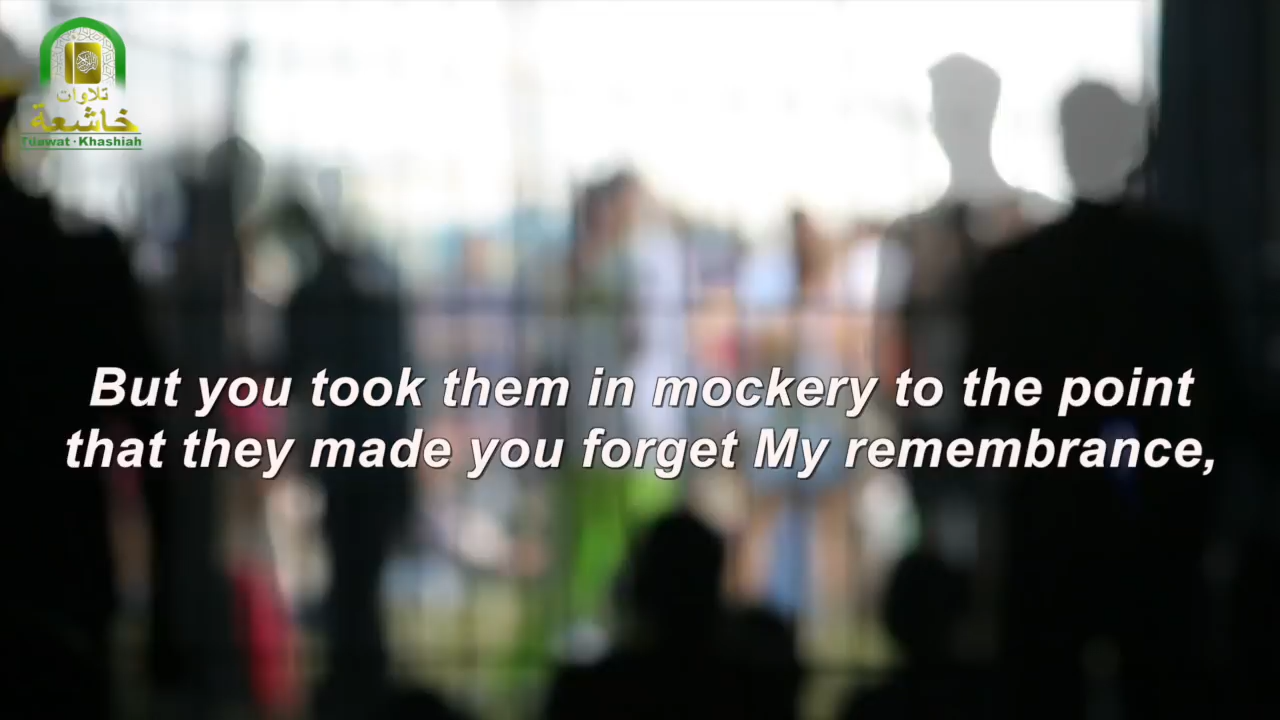 تلاوات
خاشعة
Tilawat · Khashiah
But you took them in mockery to the point
that they made you forget My remembrance,